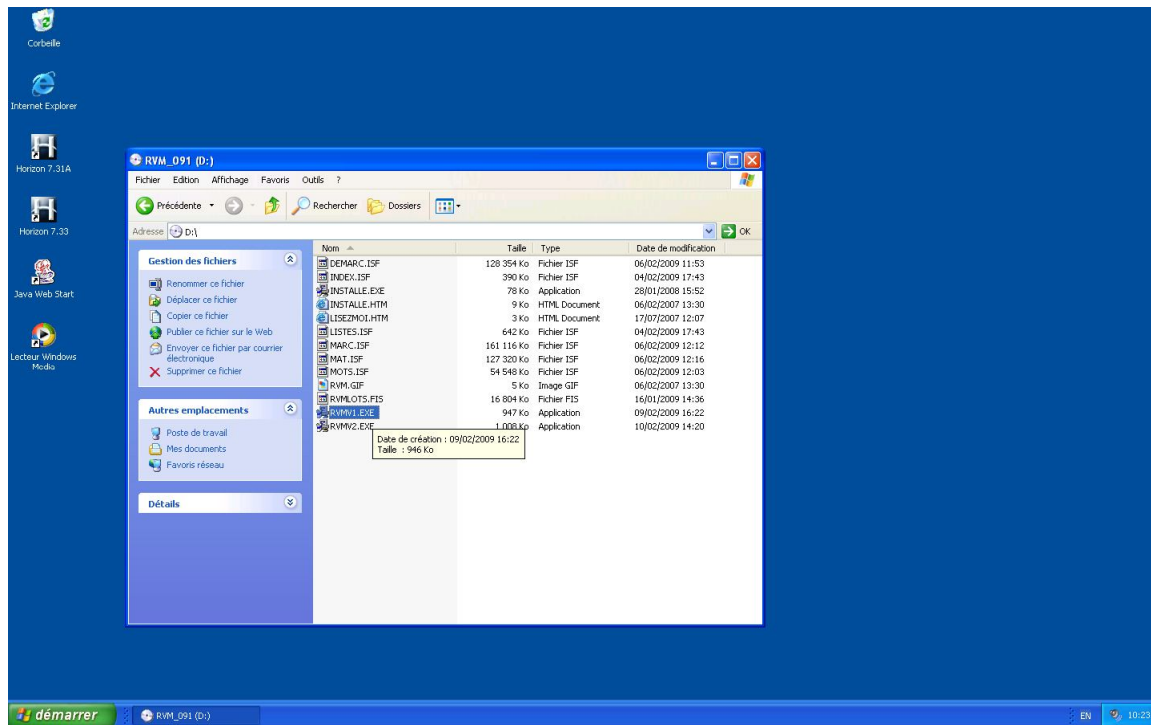 Corbeille
Internet Explorer
Horizon 7.31A
Horizon 7.33
Java Web Start
Lecteur Windows
Media
RVM_091 (D:)
Fichier Edition Affichage Favoris Outils ?
Précédente Rechercher Dossiers
Adresse D:\ OK
Gestion des fichiers
Renommer ce fichier
Déplacer ce fichier
Copier ce fichier
Publier ce fichier sur le Web
Envoyer ce fichier par courrier
électronique
Supprimer ce fichier
Autres emplacements
Poste de travail
Mes documents
Favoris réseau
Détails
Nom Taille Type Date de modification
DEMARC.ISF 128 354 Ko Fichier ISF 06/02/2009 11:53
INDEX.ISF 390 Ko Fichier ISF 04/02/2009 17:43
INSTALLE.EXE 78 Ko Application 28/01/2008 15:52
INSTALLE.HTM 9 Ko HTML Document 06/02/2007 13:30
LISEZMOI.HTM 3 Ko HTML Document 17/07/2007 12:07
LISTES.ISF 642 Ko Fichier ISF 04/02/2009 17:43
MARC.ISF 161 116 Ko Fichier ISF 06/02/2009 12:12
MAT.ISF 127 320 Ko Fichier ISF 06/02/2009 12:16
MOTS.ISF 54 548 Ko Fichier ISF 06/02/2009 12:03
RVM.GIF 5 Ko Image GIF 06/02/2007 13:30
RVMLOTS.FIS 16 804 Ko Fichier FIS 16/01/2009 14:36
RVMV1.EXE 947 Ko Application 09/02/2009 16:22
RVMV2.EXE 1 008 Ko Application 10/02/2009 14:20
Date de création : 09/02/2009 16:22
Taille : 946 Ko
démarrer RVM_091 (D:) EN 10:23